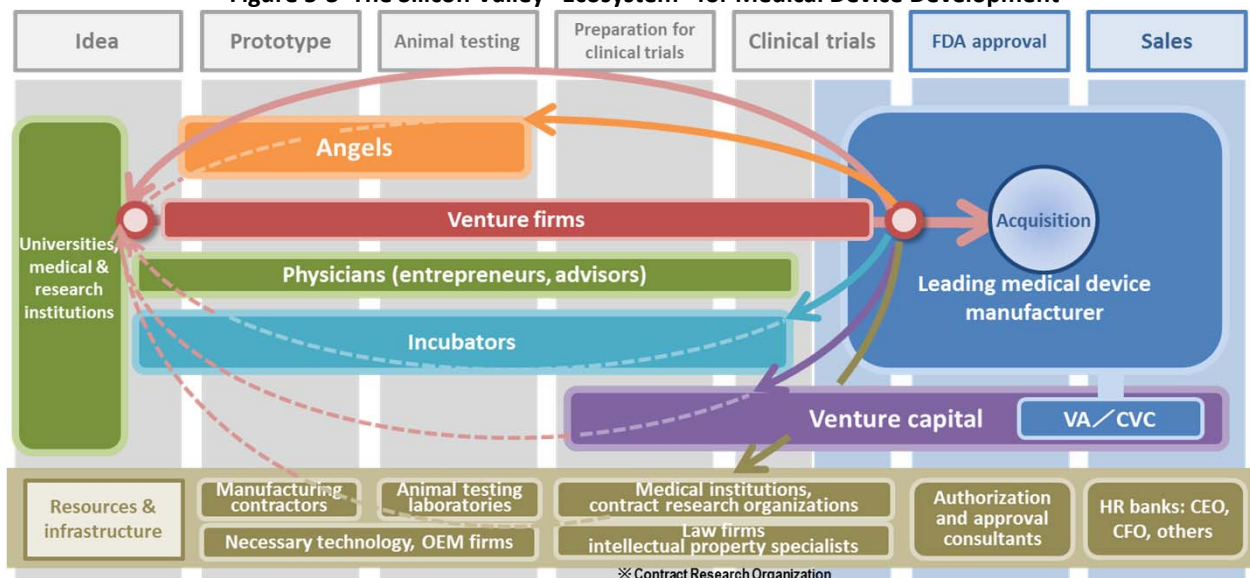 Figure 3-3 The Silicon Valley "Ecosystem" for Medical Device Development
Idea
Prototype
Animal testing
Preparation for
clinical trials
Clinical trials
FDA approval
Sales
Angels
Venture firms
Acquisition
Universities,
medical &
research
institutions
Physicians (entrepreneurs, advisors)
Leading medical device
manufacturer
Incubators
Venture capital
VA／CVC
Resources &
infrastructure
Manufacturing
contractors
Animal testing
laboratories
Medical institutions,
contract research organizations
Authorization
and approval
consultants
HR banks: CEO,
CFO, others
Necessary technology, OEM firms
Law firms
intellectual property specialists
※ Contract Research Organization